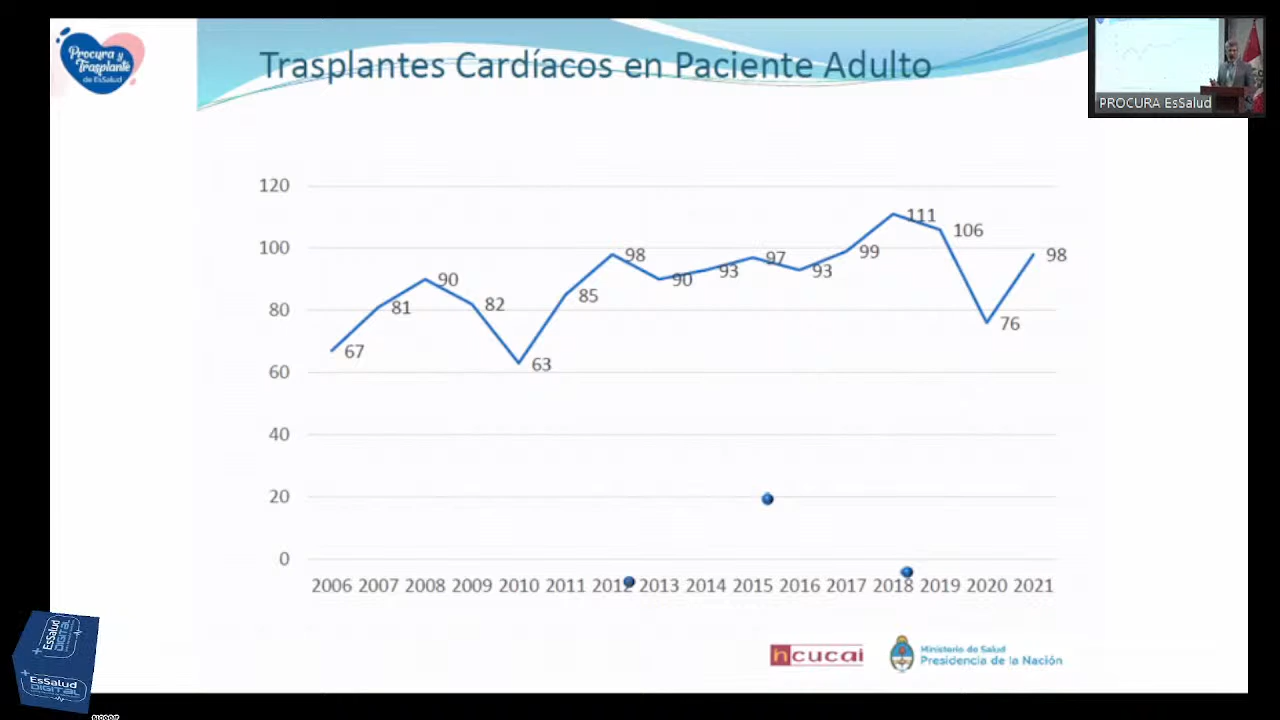 Procura y
Trasplante
de EsSalud
Trasplantes Cardíacos en Paciente Adulto
PROCURA EsSalud
120
100
80
60
40
20
0
67
81
90
82
63
85
98
90
93
97
93
99
111
106
76
98
2006 2007 2008 2009 2010 2011 2012 2013 2014 2015 2016 2017 2018 2019 2020 2021
incucai
Ministerio de Salud
Presidencia de la Nación
EsSalud
DIGITAL
EsSalud
DIGITAL